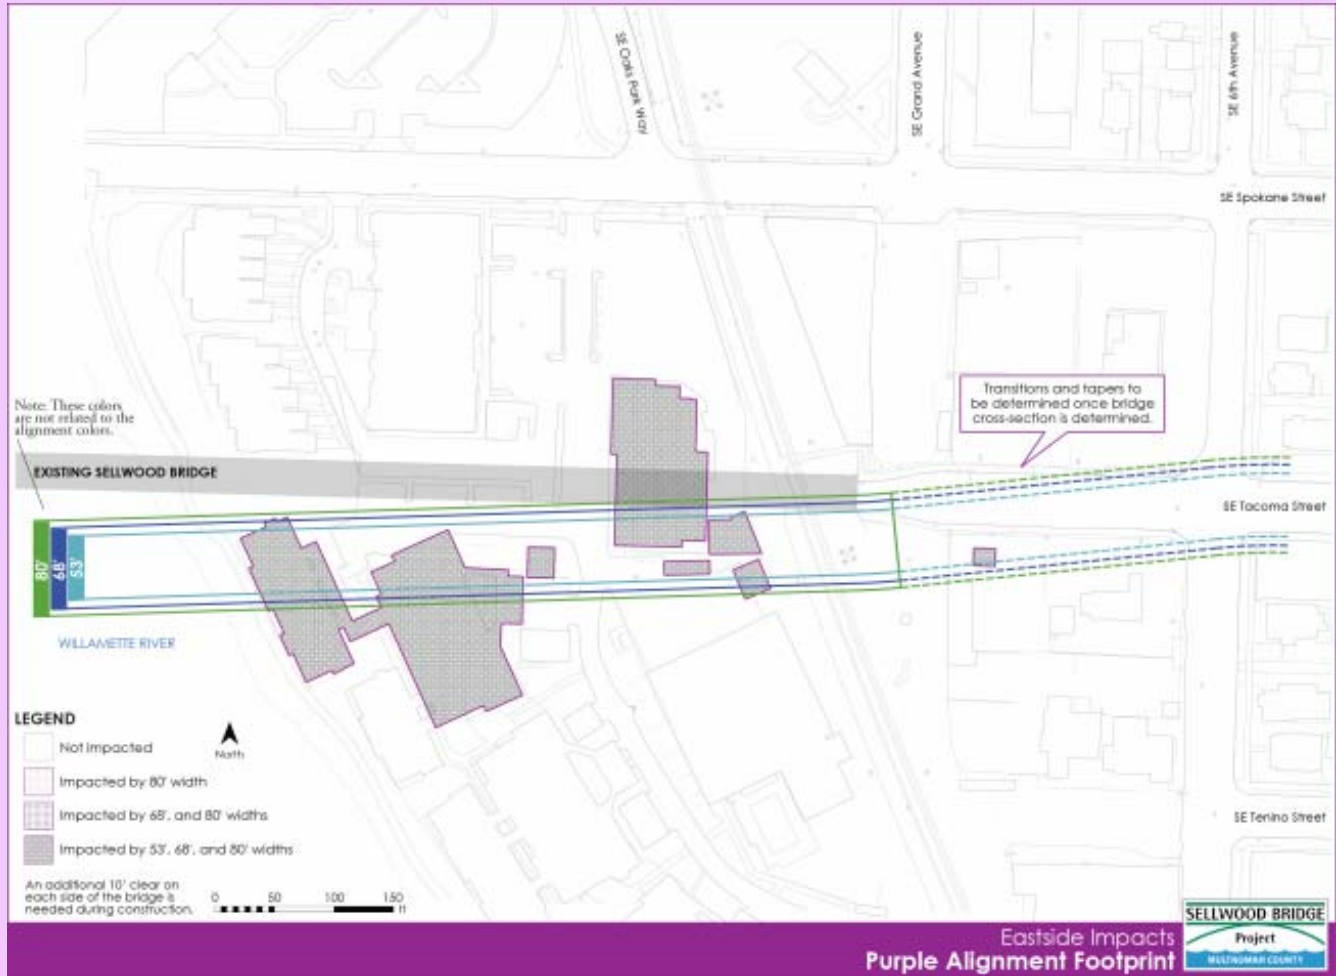 SE Oaks Park Way
SE Grand Avenue
SE 6th Avenue
SE Spokane Street
Note: These colors
are not related to the
alignment colors.
Transitions and tapers to
be determined once bridge
cross-section is determined.
EXISTING SELLWOOD BRIDGE
SE Tacoma Street
80'
68'
53'
WILLAMETTE RIVER
LEGEND
Not impacted
North
Impacted by 80' width
Impacted by 68', and 80' widths
SE Tenino Street
Impacted by 53', 68', and 80' widths
An additional 10' clear on
each side of the bridge is
needed during construction.
0 50 100 150
ft
Eastside Impacts
Purple Alignment Footprint
SELLWOOD BRIDGE
Project
MULTNOMAH COUNTY